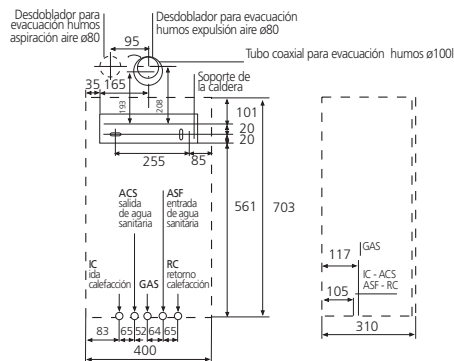 Desdoblador para
evacuación humos
aspiración aire ø80
Desdoblador para evacuación
humos expulsión aire ø80
95
Tubo coaxial para evacuación humos ø100l
35
165
193
208
Soporte de
la caldera
101
20
20
255
85
561
703
ACS
salida
de agua
sanitaria
ASF
entrada
de agua
sanitaria
IC
ida
calefacción
GAS
RC
retorno
calefacción
83
65
52
64
65
400
117
GAS
IC - ACS
ASF - RC
105
310